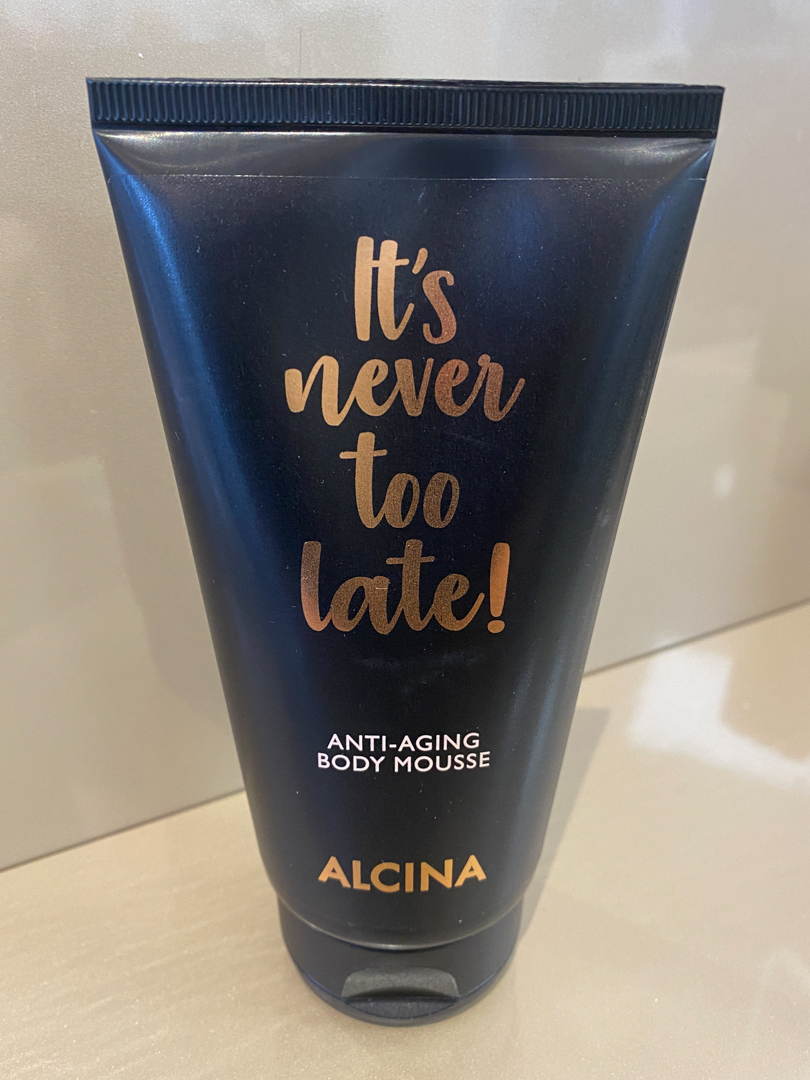 It's
never
too
late!
ANTI-AGING
BODY MOUSSE
ALCINA